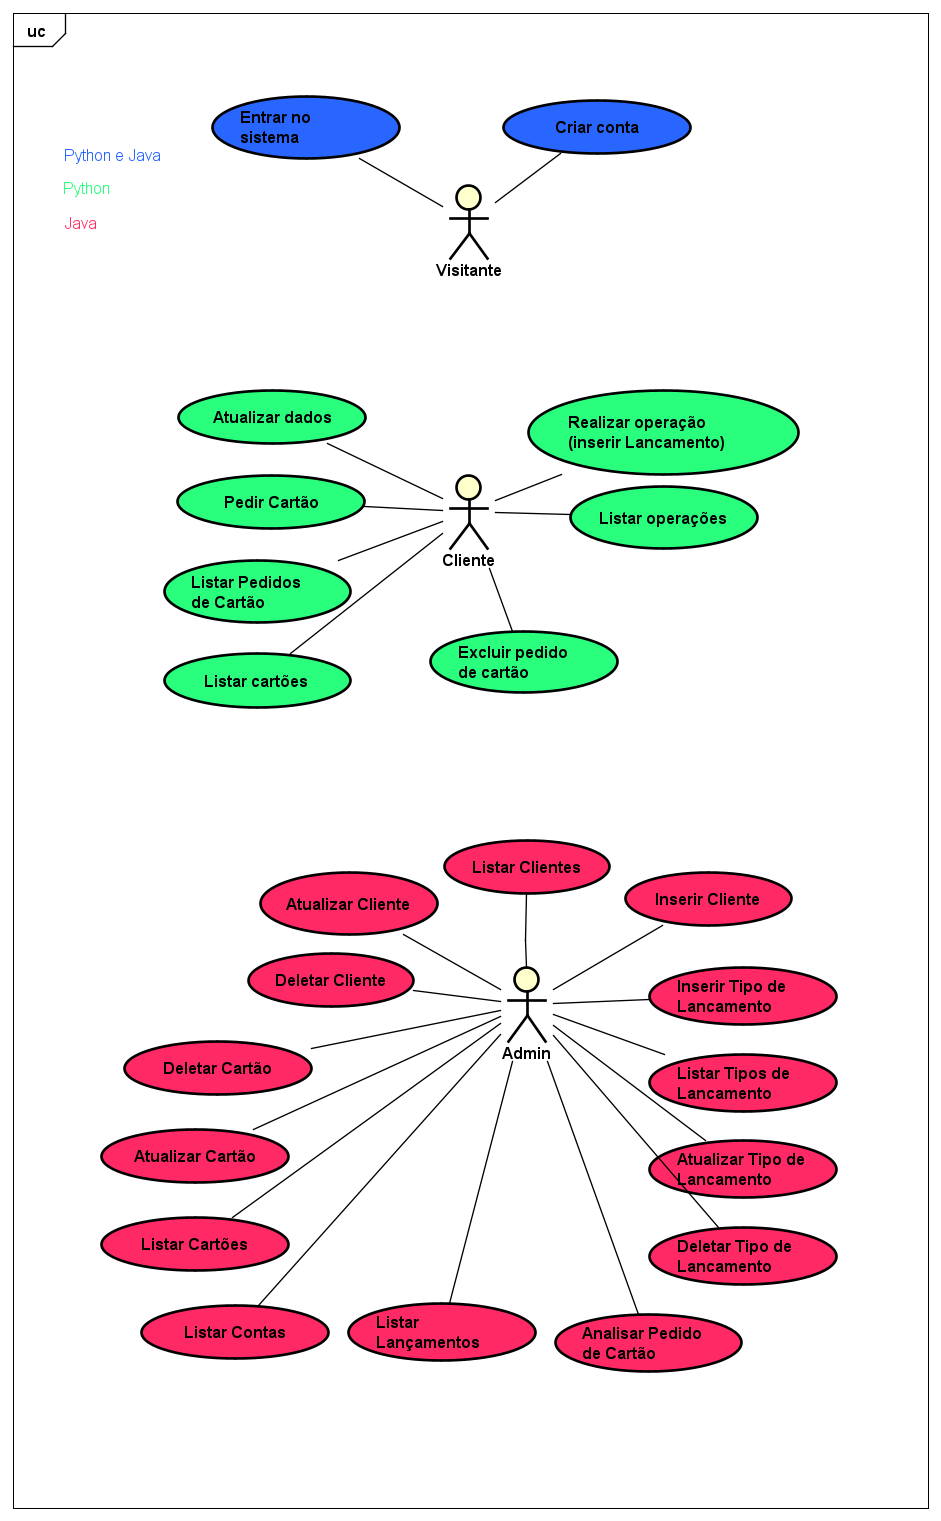 uc
Entrar no
sistema
Criar conta
Python e Java
Python
Java
Visitante
Atualizar dados
Realizar operação
(inserir Lancamento)
Pedir Cartão
Listar operações
Cliente
Listar Pedidos
de Cartão
Excluir pedido
de cartão
Listar cartões
Listar Clientes
Atualizar Cliente
Inserir Cliente
Deletar Cliente
Inserir Tipo de
Lancamento
Admin
Deletar Cartão
Listar Tipos de
Lancamento
Atualizar Cartão
Atualizar Tipo de
Lancamento
Listar Cartões
Deletar Tipo de
Lancamento
Listar Contas
Listar
Lançamentos
Analisar Pedido
de Cartão